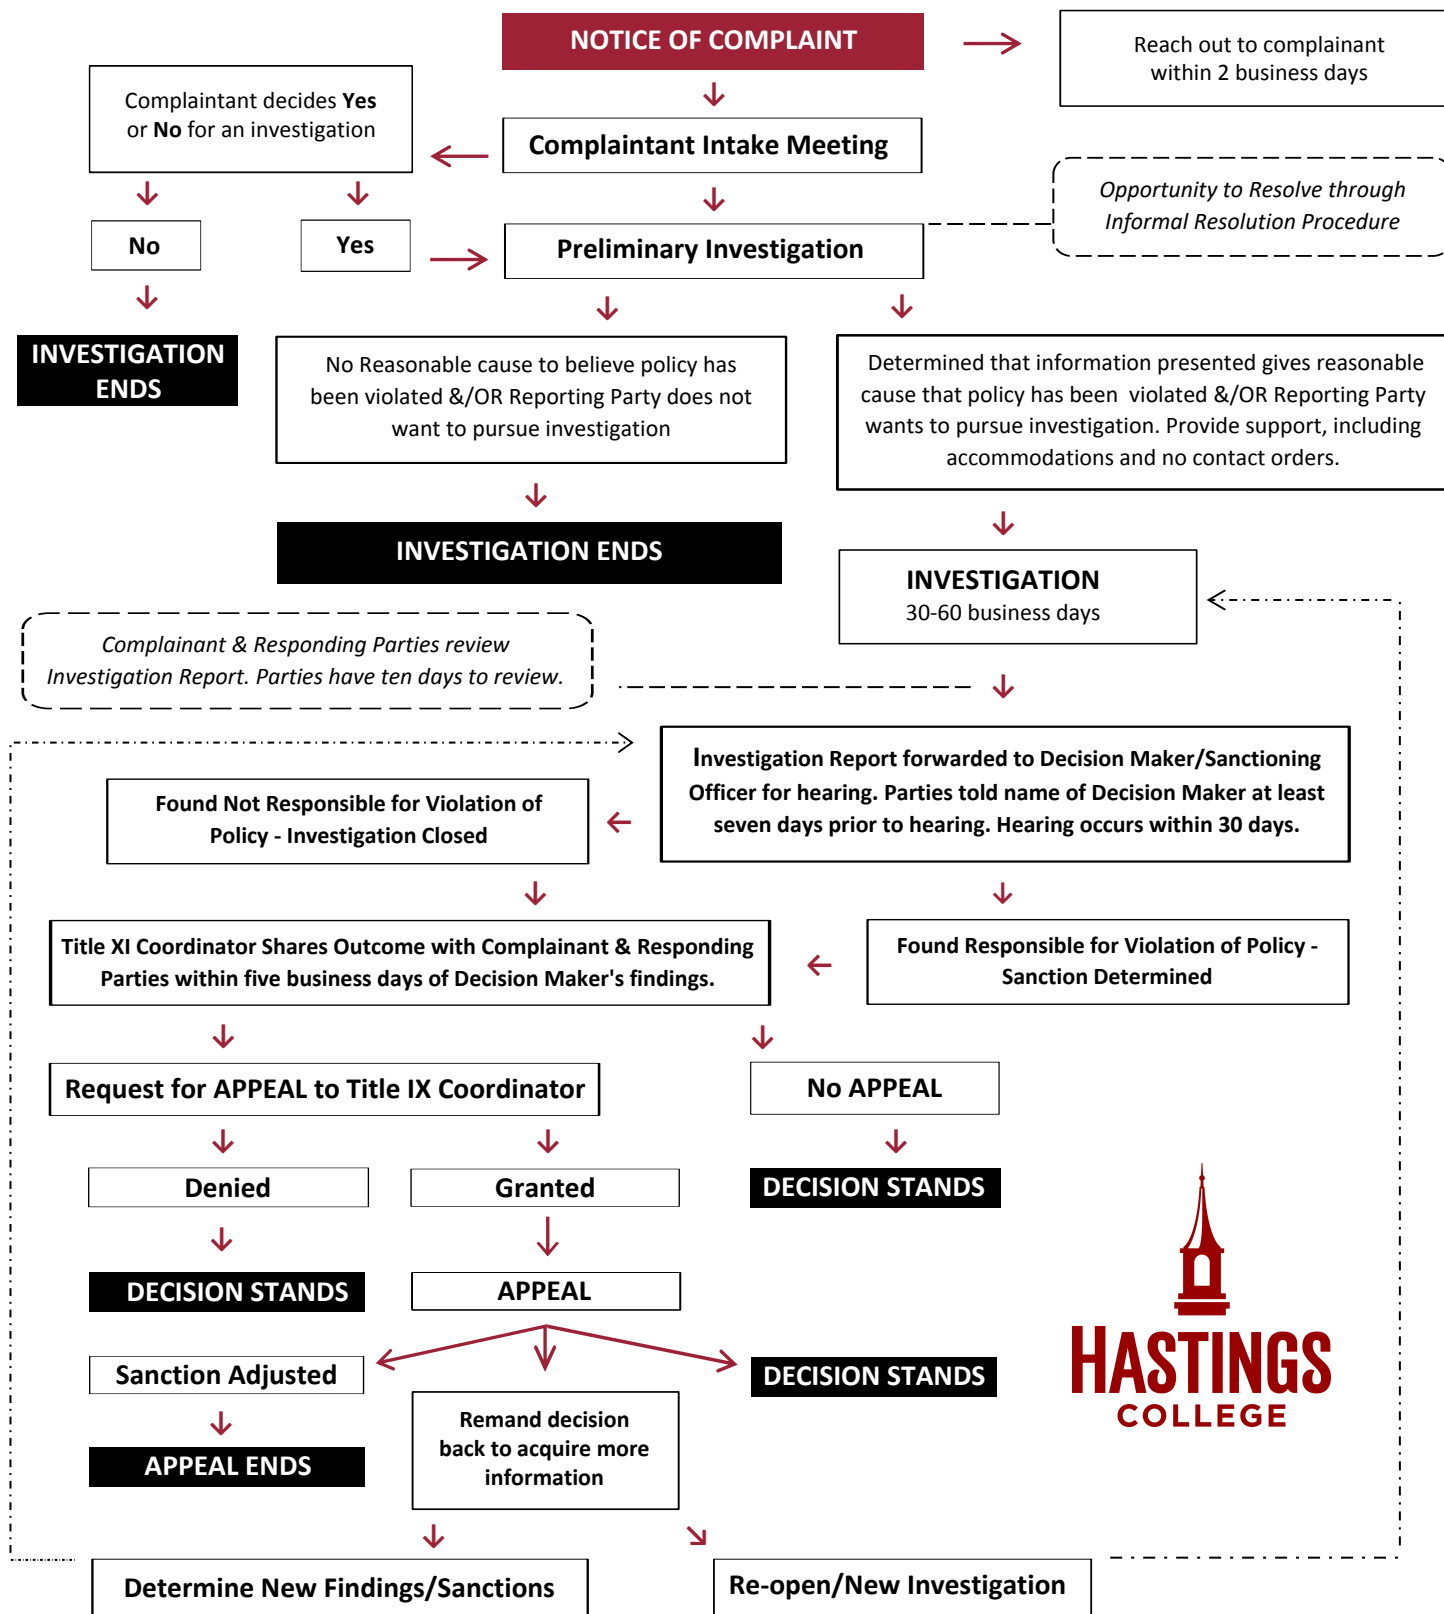 NOTICE OF COMPLAINT
Reach out to complainant
within 2 business days
Complaintant decides Yes
or No for an investigation
Complaintant Intake Meeting
Opportunity to Resolve through
Informal Resolution Procedure
No
Yes
Preliminary Investigation
INVESTIGATION
ENDS
No Reasonable cause to believe policy has
been violated &/OR Reporting Party does not
want to pursue investigation
Determined that information presented gives reasonable
cause that policy has been violated &/OR Reporting Party
wants to pursue investigation. Provide support, including
accommodations and no contact orders.
INVESTIGATION ENDS
INVESTIGATION
30-60 business days
Complainant & Responding Parties review
Investigation Report. Parties have ten days to review.
Investigation Report forwarded to Decision Maker/Sanctioning
Officer for hearing. Parties told name of Decision Maker at least
seven days prior to hearing. Hearing occurs within 30 days.
Found Not Responsible for Violation of
Policy - Investigation Closed
Title XI Coordinator Shares Outcome with Complainant & Responding
Parties within five business days of Decision Maker's findings.
Found Responsible for Violation of Policy -
Sanction Determined
Request for APPEAL to Title IX Coordinator
No APPEAL
Denied
Granted
DECISION STANDS
DECISION STANDS
APPEAL
Sanction Adjusted
DECISION STANDS
Remand decision
back to acquire more
information
APPEAL ENDS
HASTINGS
COLLEGE
Determine New Findings/Sanctions
Re-open/New Investigation